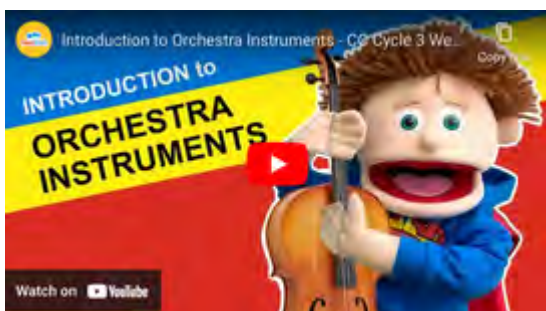 Introduction to Orchestra Instruments - CC Cycle 3 We...
Copy
INTRODUCTION to
ORCHESTRA
INSTRUMENTS
Watch on YouTube